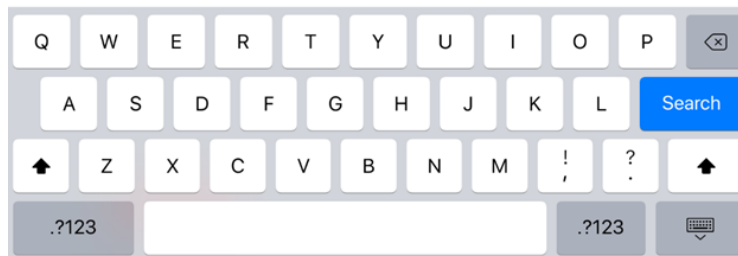 Q W E R T Y U I O P
A S D F G H J K L Search
Z X C V B N M ! , ? .
.?123 .?123